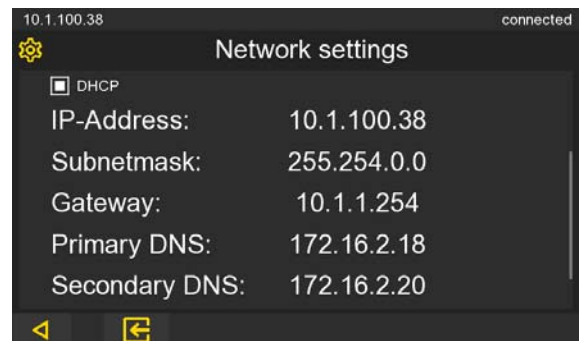 10.1.100.38 connected
Network settings
DHCP
IP-Address: 10.1.100.38
Subnetmask: 255.254.0.0
Gateway: 10.1.1.254
Primary DNS: 172.16.2.18
Secondary DNS: 172.16.2.20